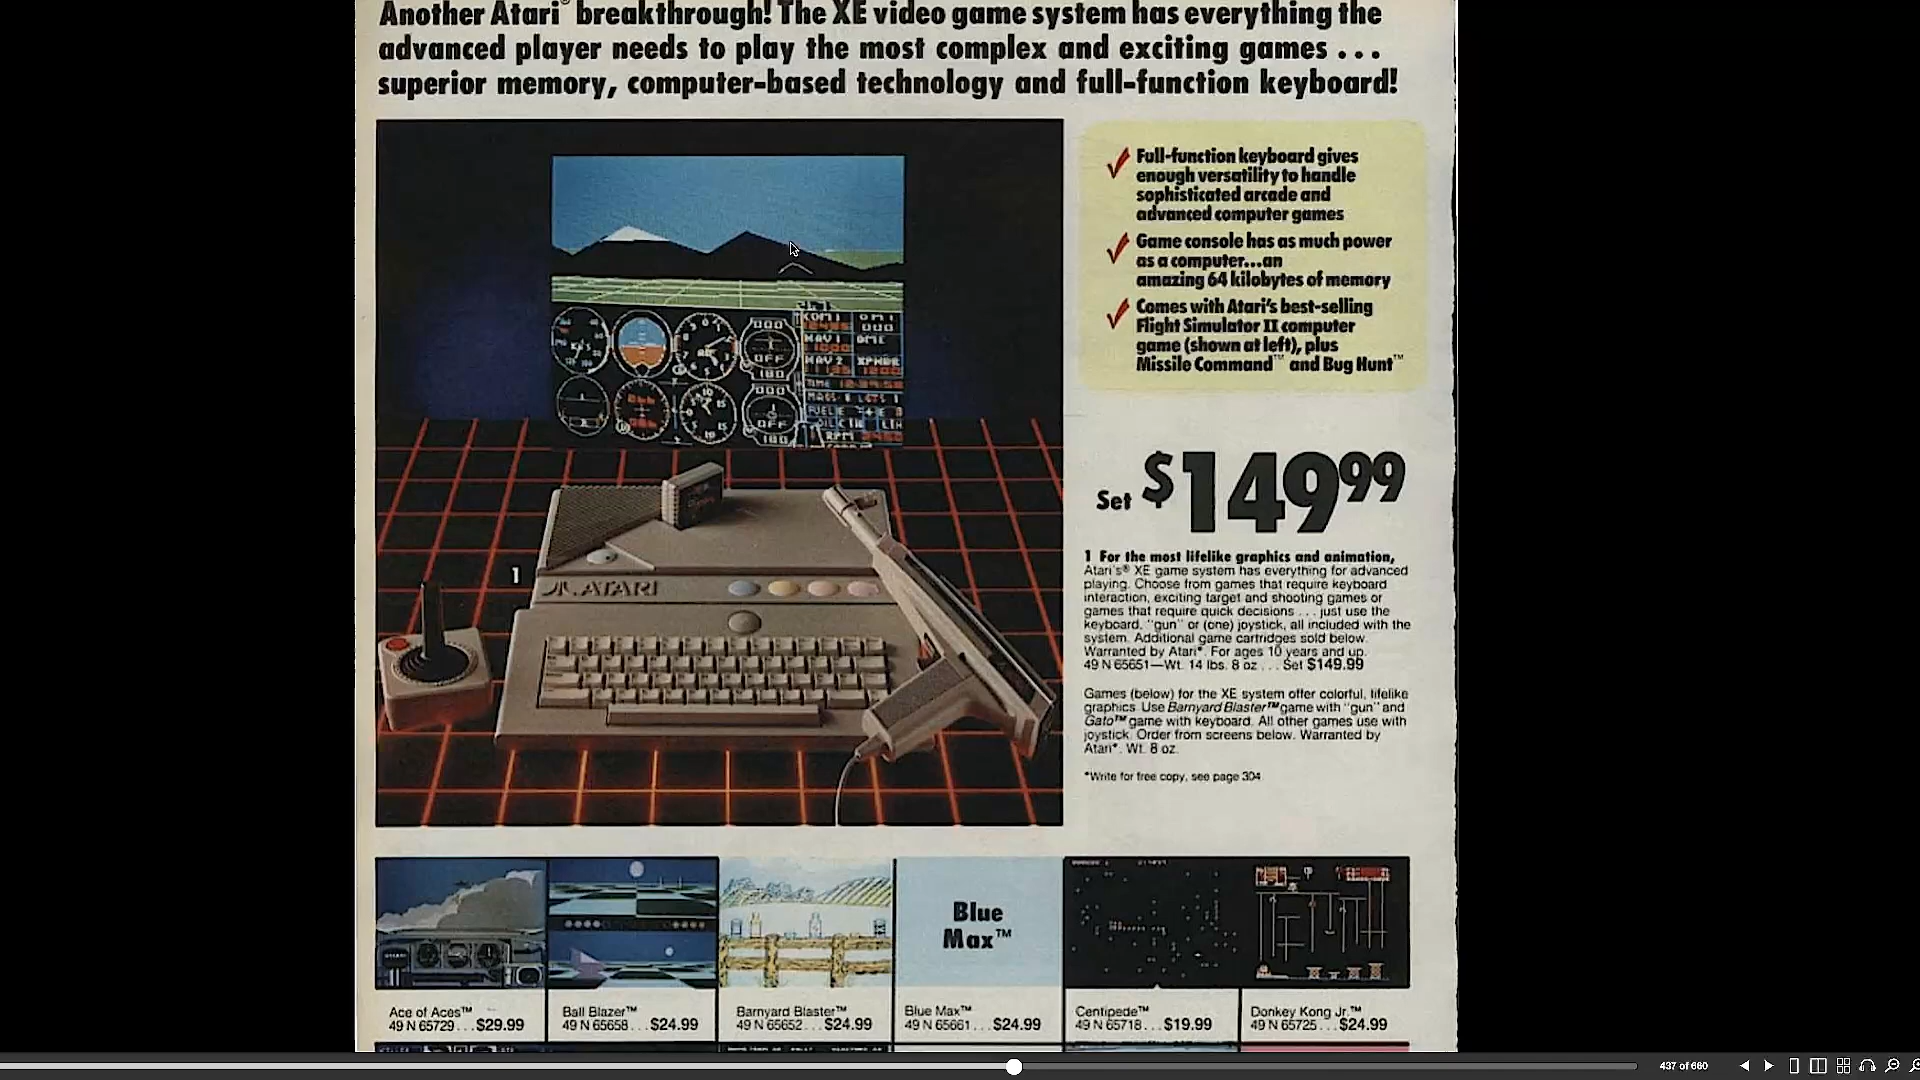 Another Atari® breakthrough! The XE video game system has everything the
advanced player needs to play the most complex and exciting games . . .
superior memory, computer-based technology and full-function keyboard!
Full-function keyboard gives
enough versatility to handle
sophisticated arcade and
advanced computer games
Game console has as much power
as a computer...an
amazing 64 kilobytes of memory
Comes with Atari's best-selling
Flight Simulator II computer
game (shown at left), plus
Missile Command™ and Bug Hunt™
Set $149.99
1 For the most lifelike graphics and animation,
Atari's® XE game system has everything for advanced
playing. Choose from games that require keyboard
interaction, exciting target and shooting games or
games that require quick decisions . . . just use the
keyboard, "gun" or (one) joystick, all included with the
system. Additional game cartridges sold below.
Warranted by Atari*. For ages 10 years and up.
49 N 65651—Wt. 14 lbs. 8 oz . . . Set $149.99
Games (below) for the XE system offer colorful, lifelike
graphics. Use Barnyard Blaster™ game with "gun" and
Gato™ game with keyboard. All other games use with
joystick. Order from screens below. Warranted by
Atari*. Wt. 8 oz.
*Write for free copy, see page 304
1
ATARI
Blue
Max™
Ace of Aces™
49 N 65729 . . . $29.99
Ball Blazer™
49 N 65658 . . . $24.99
Barnyard Blaster™
49 N 65652 . . . $24.99
Blue Max™
49 N 65661 . . . $24.99
Centipede™
49 N 65718 . . . $19.99
Donkey Kong Jr.™
49 N 65725 . . . $24.99
437 of 660